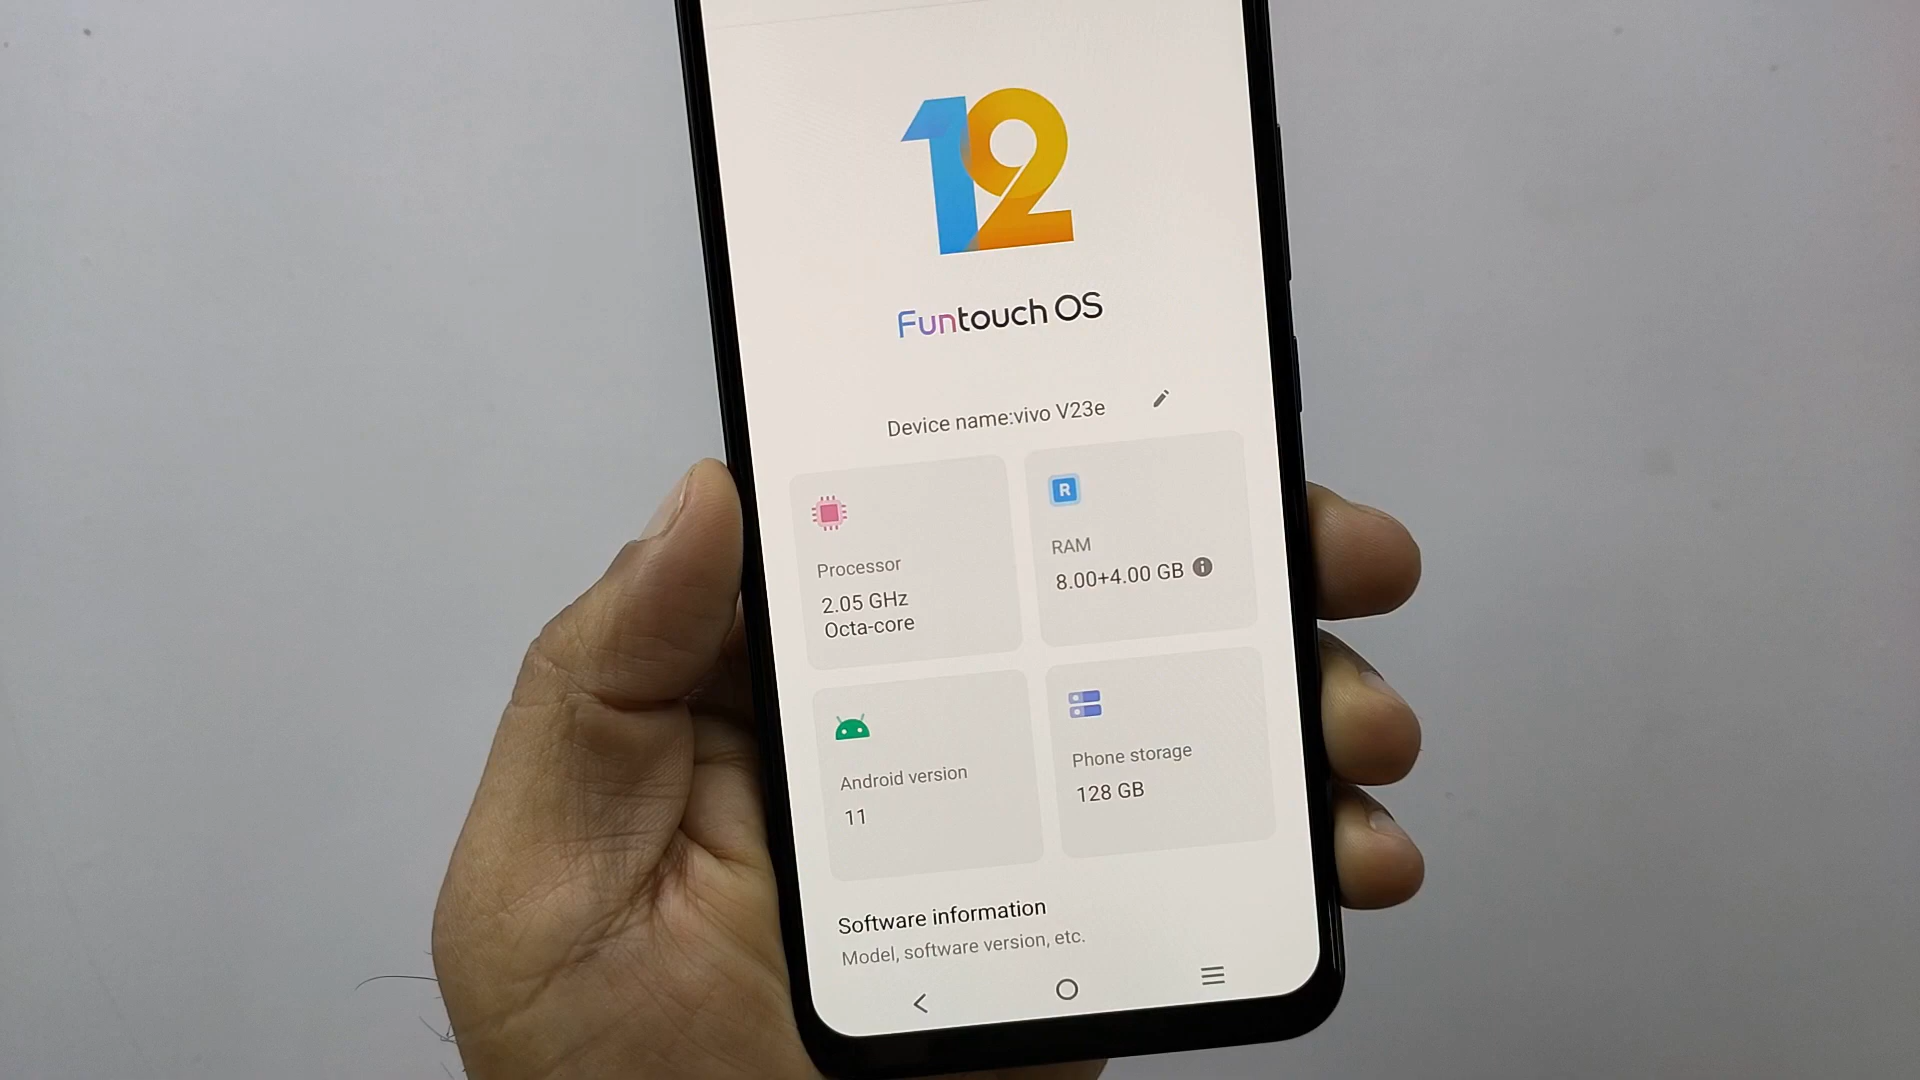 12
Funtouch OS
Device name:vivo V23e
Processor
2.05 GHz
Octa-core
R
RAM
8.00+4.00 GB
Android version
11
Phone storage
128 GB
Software information
Model, software version, etc.